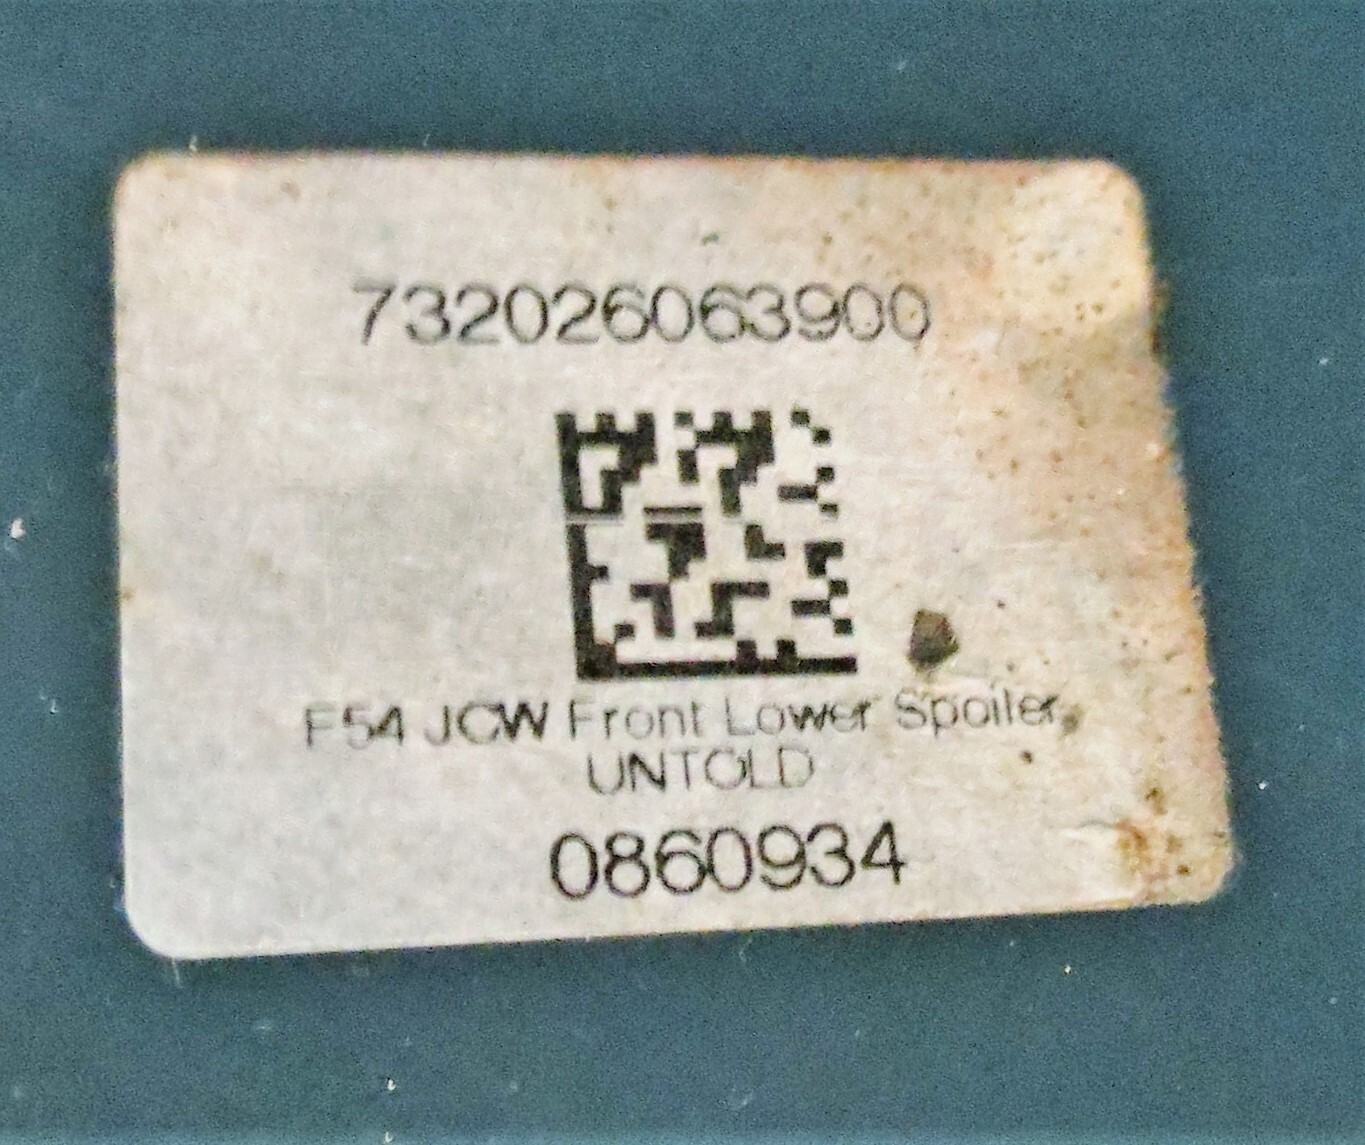 732026063900
F54 JCW Front Lower Spoiler,
UNTOLD
0860934